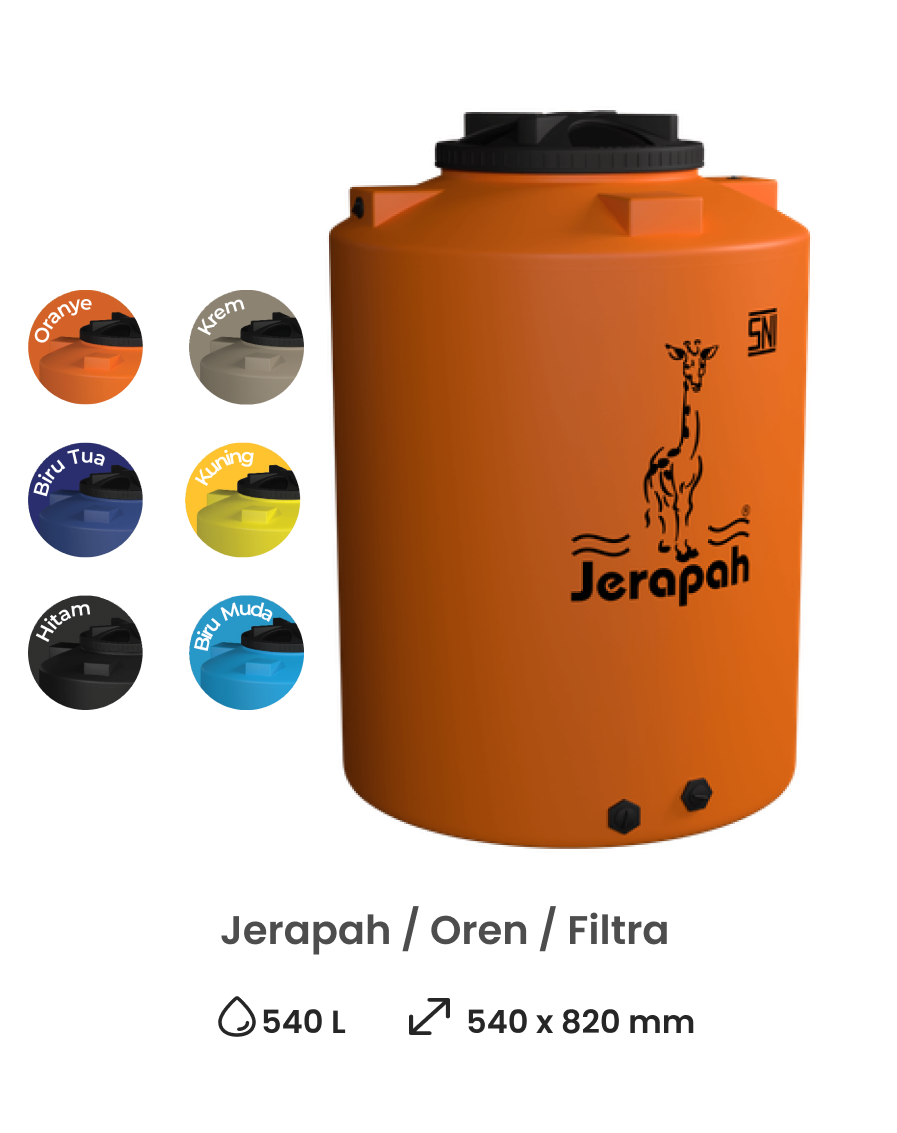 Oranye
Krem
Biru Tua
Kuning
Hitam
Biru Muda
SNI
®
Jerapah
Jerapah / Oren / Filtra
540 L
540 x 820 mm